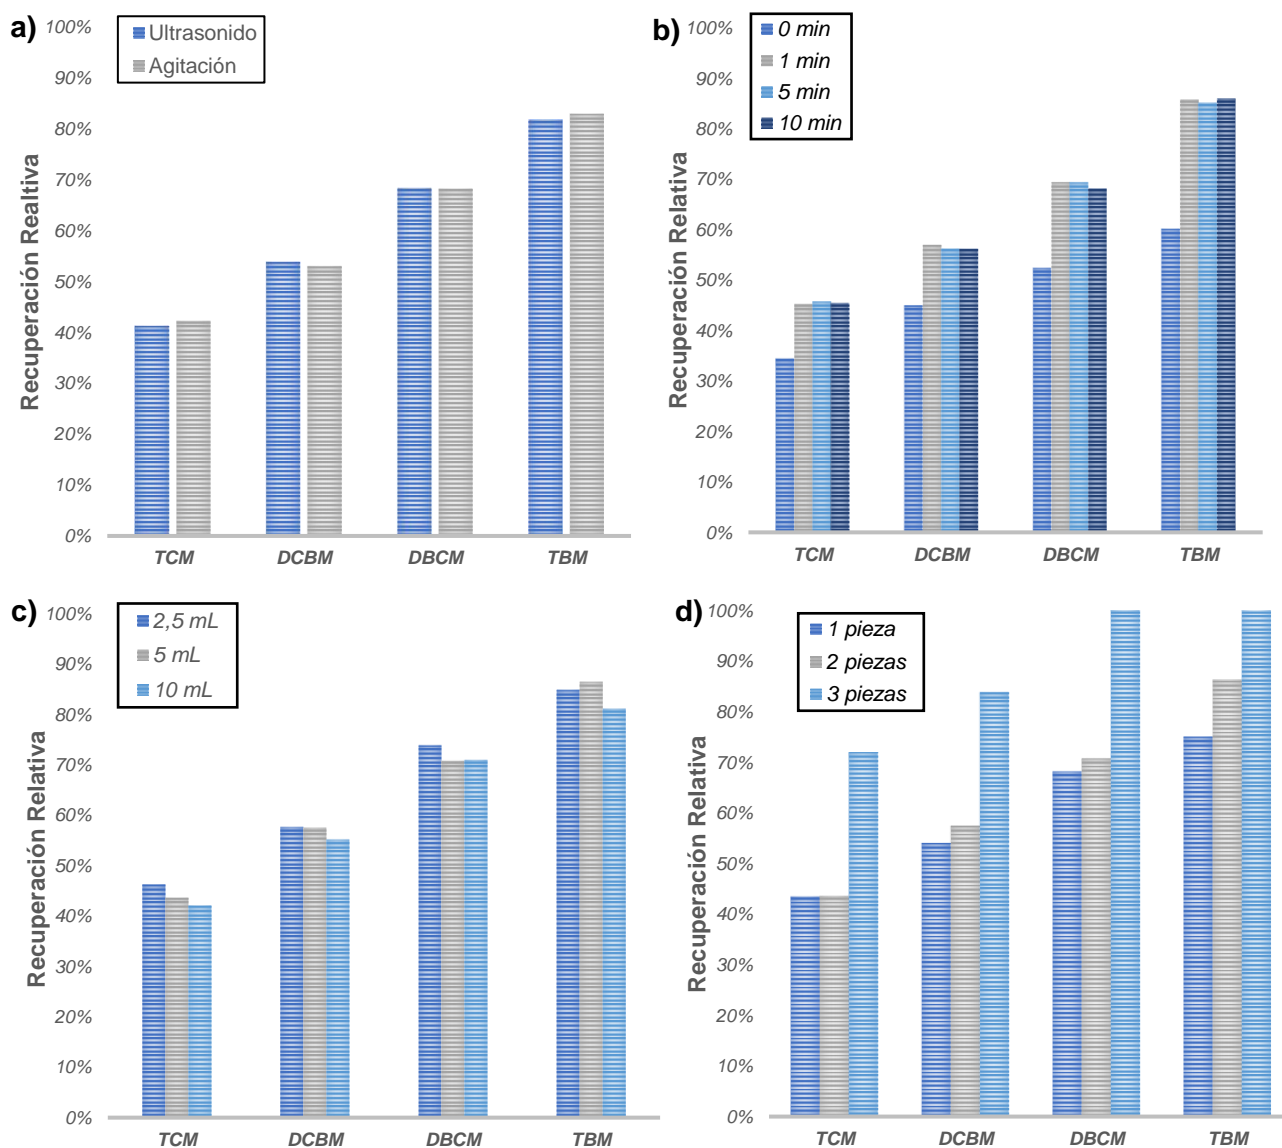 a)
Ultrasonido
Agitación
Recuperación Realtiva
100%
90%
80%
70%
60%
50%
40%
30%
20%
10%
0%
TCM DCBM DBCM TBM
b)
0 min
1 min
5 min
10 min
Recuperación Relativa
100%
90%
80%
70%
60%
50%
40%
30%
20%
10%
0%
TCM DCBM DBCM TBM
c)
2,5 mL
5 mL
10 mL
Recuperación Relativa
100%
90%
80%
70%
60%
50%
40%
30%
20%
10%
0%
TCM DCBM DBCM TBM
d)
1 pieza
2 piezas
3 piezas
Recuperación Relativa
100%
90%
80%
70%
60%
50%
40%
30%
20%
10%
0%
TCM DCBM DBCM TBM